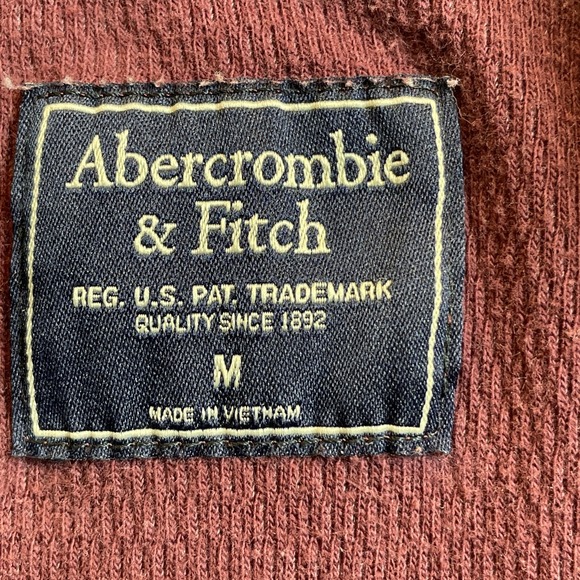 Abercrombie
& Fitch
REG. U.S. PAT. TRADEMARK
QUALITY SINCE 1892
M
MADE IN VIETNAM